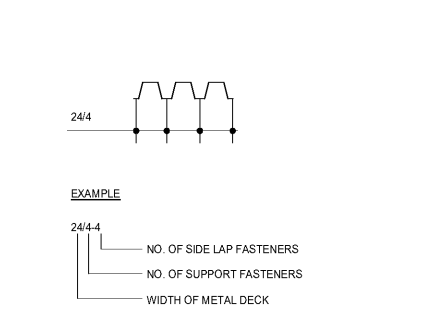 24/4
EXAMPLE
24/4-4
NO. OF SIDE LAP FASTENERS
NO. OF SUPPORT FASTENERS
WIDTH OF METAL DECK